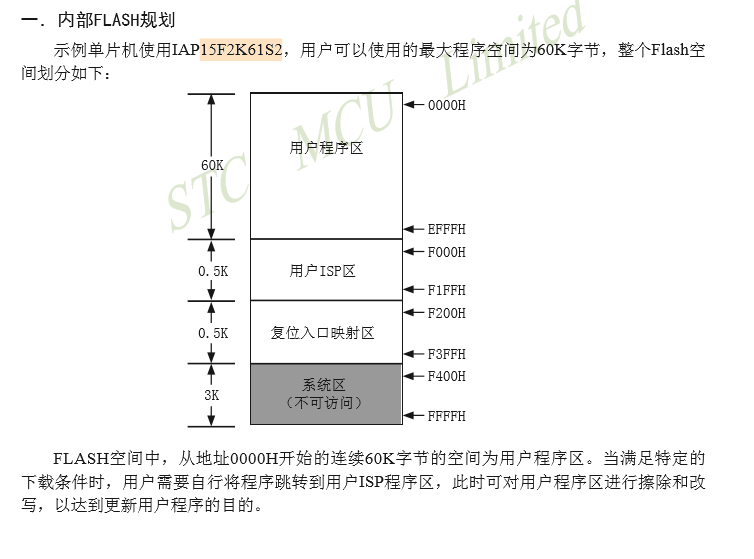 一．内部FLASH规划
示例单片机使用IAP15F2K61S2，用户可以使用的最大程序空间为60K字节，整个Flash空
间划分如下：
STC MCU Limited
0000H
用户程序区
60K
EFFFH
F000H
0.5K
用户ISP区
F1FFH
F200H
0.5K
复位入口映射区
F3FFH
F400H
3K
系统区
（不可访问）
FFFFH
FLASH空间中，从地址0000H开始的连续60K字节的空间为用户程序区。当满足特定的
下载条件时，用户需要自行将程序跳转到用户ISP程序区，此时可对用户程序区进行擦除和改
写，以达到更新用户程序的目的。